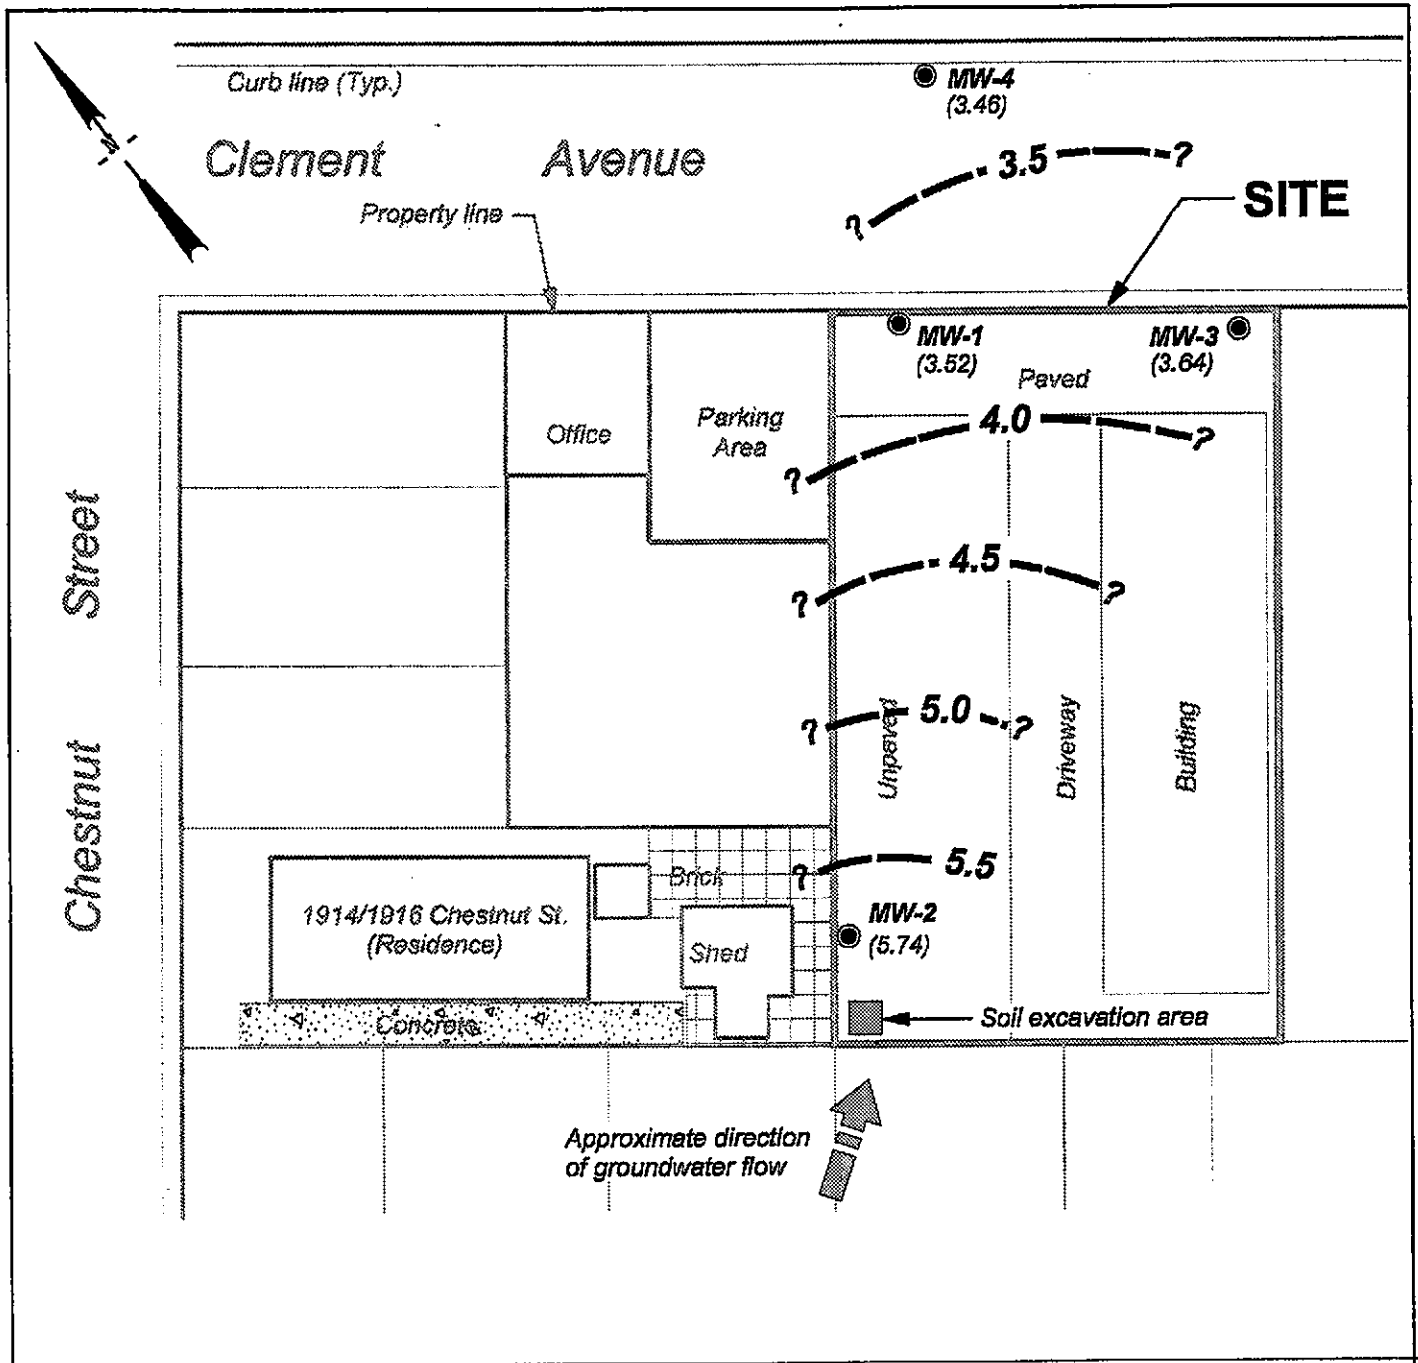 Curb line (Typ.)
MW-4
(3.46)
N
Clement Avenue
? 3.5 ?
SITE
Property line
MW-1
(3.52)
MW-3
(3.64)
Paved
Office
Parking
Area
? 4.0 ?
Street
? 4.5 ?
Chestnut
? 5.0 ?
Unpaved
Driveway
Building
? 5.5
Brick
1914/1916 Chestnut St.
(Residence)
Shed
MW-2
(5.74)
Concrete
Soil excavation area
Approximate direction
of groundwater flow